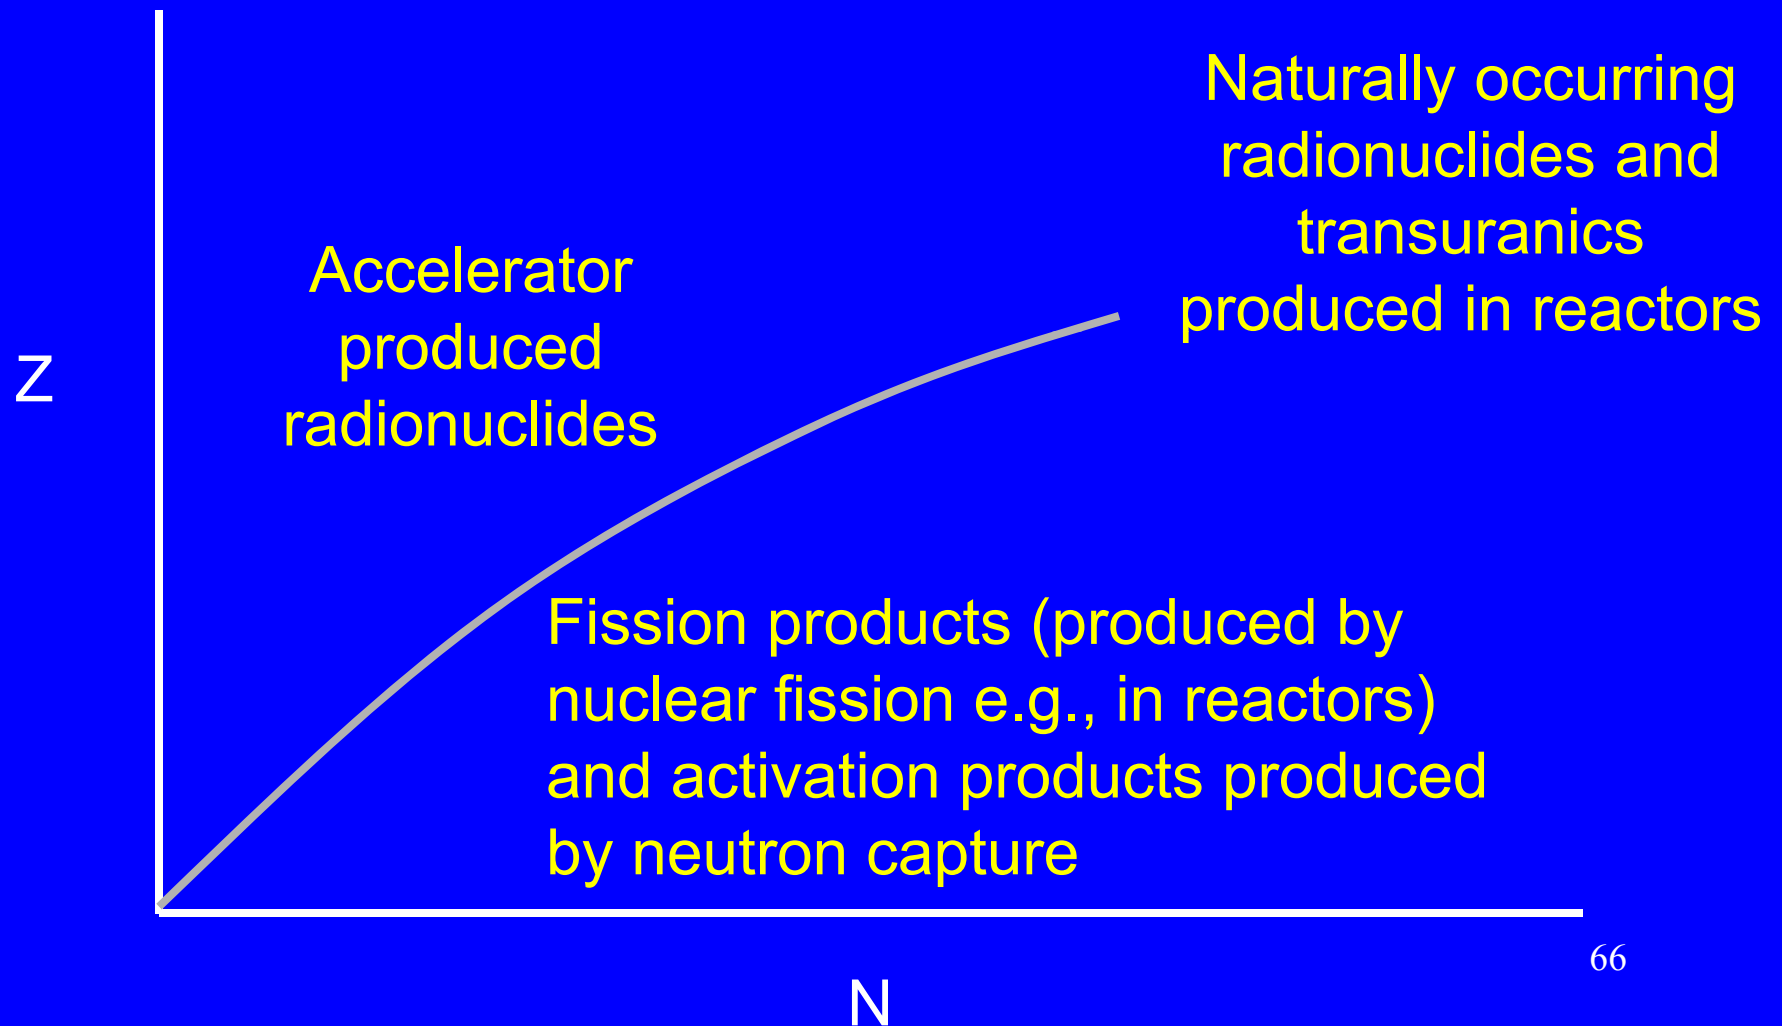 Naturally occurring
radionuclides and
transuranics
produced in reactors
Accelerator
produced
radionuclides
Z
Fission products (produced by
nuclear fission e.g., in reactors)
and activation products produced
by neutron capture
66
N